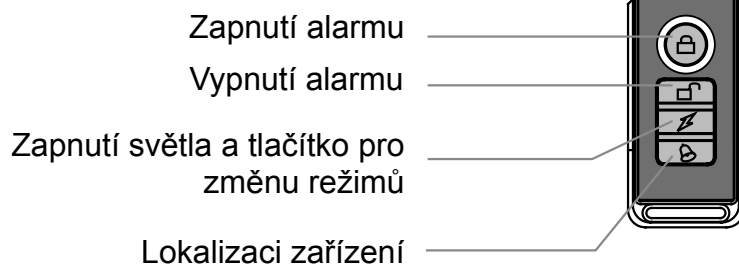 Zapnutí alarmu
Vypnutí alarmu
Zapnutí světla a tlačítko pro
změnu režimů
Lokalizaci zařízení